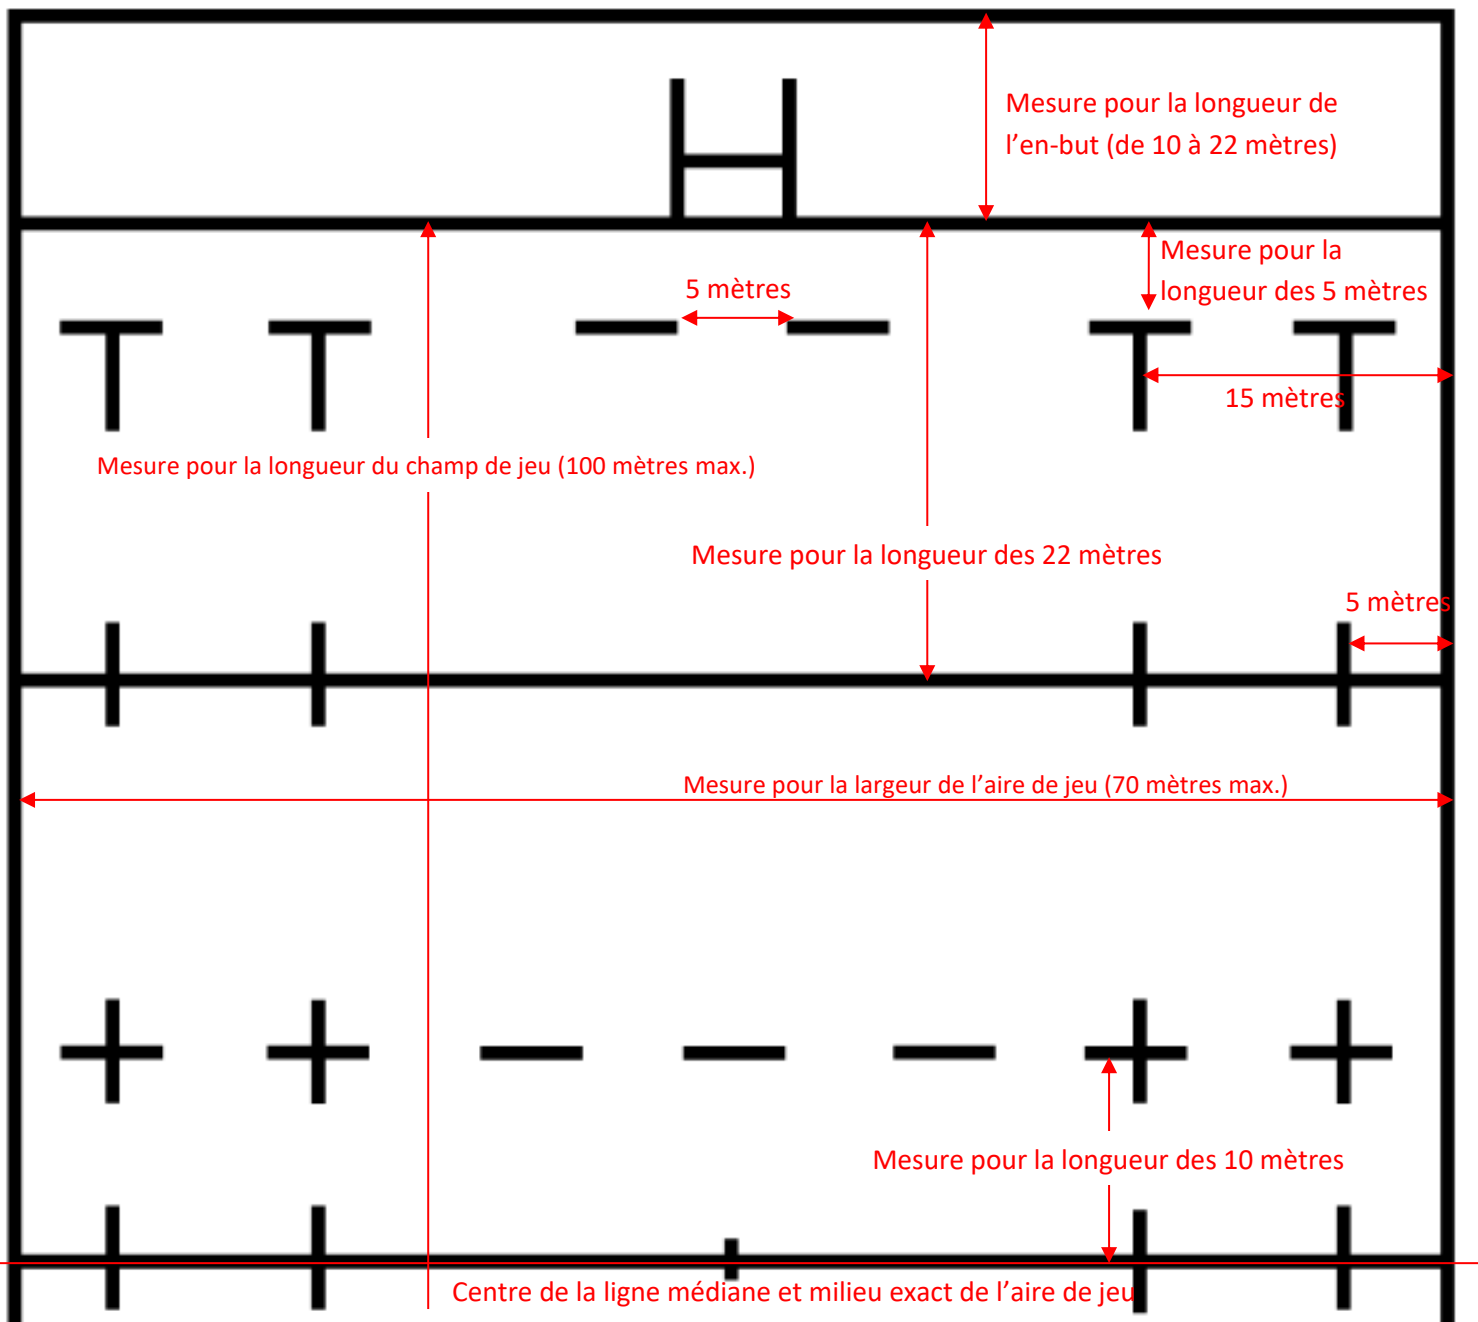 Mesure pour la longueur de
l’en-but (de 10 à 22 mètres)
Mesure pour la
longueur des 5 mètres
5 mètres
15 mètres
Mesure pour la longueur du champ de jeu (100 mètres max.)
Mesure pour la longueur des 22 mètres
5 mètres
Mesure pour la largeur de l’aire de jeu (70 mètres max.)
Mesure pour la longueur des 10 mètres
Centre de la ligne médiane et milieu exact de l’aire de jeu